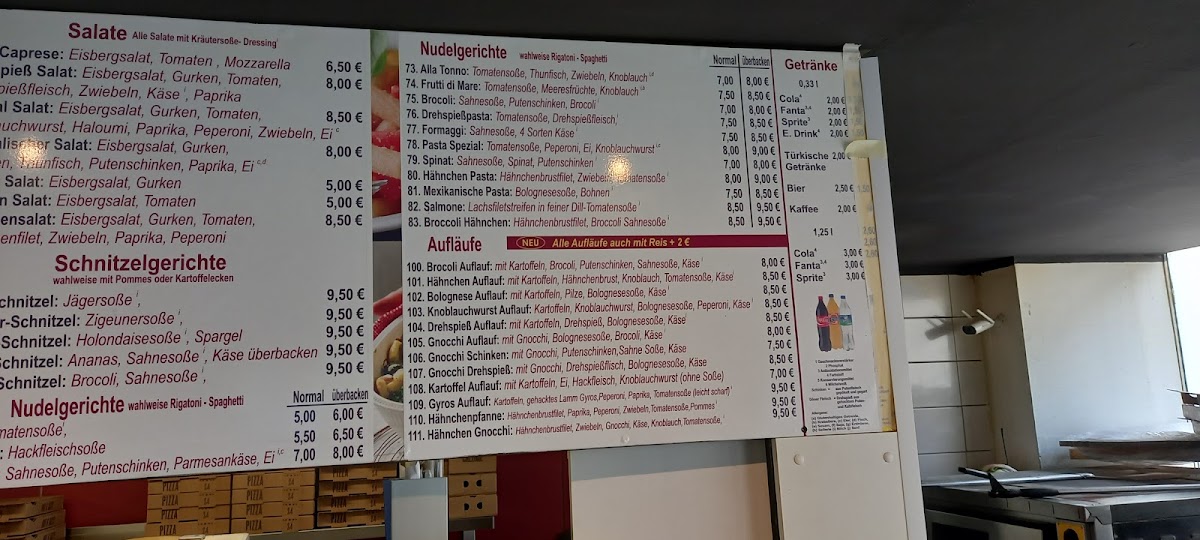 Salate Alle Salate mit Kräutersoße- Dressing
Caprese: Eisbergsalat, Tomaten , Mozzarella 6,50 €
pieß Salat: Eisbergsalat, Gurken, Tomaten, 8,00 €
pießfleisch, Zwiebeln, Käse i, Paprika
Salat: Eisbergsalat, Gurken, Tomaten, 8,50 €
auchwurst, Haloumi, Paprika, Peperoni, Zwiebeln, Ei c
lischer Salat: Eisbergsalat, Gurken, 8,00 €
Thunfisch, Putenschinken, Paprika, Ei c,d
Salat: Eisbergsalat, Gurken 5,00 €
n Salat: Eisbergsalat, Tomaten 5,00 €
ensalat: Eisbergsalat, Gurken, Tomaten, 8,50 €
enfilet, Zwiebeln, Paprika, Peperoni
Schnitzelgerichte
wahlweise mit Pommes oder Kartoffelecken
chnitzel: Jägersoße i, 9,50 €
r-Schnitzel: Zigeunersoße i, 9,50 €
-Schnitzel: Holondaisesoße i, Spargel 9,50 €
Schnitzel: Ananas, Sahnesoße i, Käse überbacken 9,50 €
Schnitzel: Brocoli, Sahnesoße i, 9,50 €
Nudelgerichte wahlweise Rigatoni - Spaghetti Normal überbacken
matensoße i, 5,00 6,00 €
: Hackfleischsoße 5,50 6,50 €
Sahnesoße, Putenschinken, Parmesankäse, Ei i,c 7,00 8,00 €
Nudelgerichte wahlweise Rigatoni - Spaghetti Normal überbacken
73. Alla Tonno: Tomatensoße, Thunfisch, Zwiebeln, Knoblauch 7,00 8,00 €
74. Frutti di Mare: Tomatensoße, Meeresfrüchte, Knoblauch 7,50 8,50 €
75. Brocoli: Sahnesoße, Putenschinken, Brocoli 7,00 8,00 €
76. Drehspießpasta: Tomatensoße, Drehspießfleisch, 7,50 8,50 €
77. Formaggi: Sahnesoße, 4 Sorten Käse 7,50 8,50 €
78. Pasta Spezial: Tomatensoße, Peperoni, Ei, Knoblauchwurst 8,00 9,00 €
79. Spinat: Sahnesoße, Spinat, Putenschinken 7,00 8,00 €
80. Hähnchen Pasta: Hähnchenbrustfilet, Zwiebeln, Tomatensoße 8,00 9,00 €
81. Mexikanische Pasta: Bolognesesoße, Bohnen 7,50 8,50 €
82. Salmone: Lachsfiletstreifen in feiner Dill-Tomatensoße 8,50 9,50 €
83. Broccoli Hähnchen: Hähnchenbrustfilet, Broccoli Sahnesoße 8,50 9,50 €
Aufläufe NEU Alle Aufläufe auch mit Reis + 2 €
100. Brocoli Auflauf: mit Kartoffeln, Brocoli, Putenschinken, Sahnesoße, Käse 8,00 €
101. Hähnchen Auflauf: mit Kartoffeln, Hähnchenbrust, Knoblauch, Tomatensoße, Käse 8,50 €
102. Bolognese Auflauf: mit Kartoffeln, Pilze, Bolognesesoße, Käse 8,50 €
103. Knoblauchwurst Auflauf: Kartoffeln, Knoblauchwurst, Bolognesesoße, Peperoni, Käse 8,50 €
104. Drehspieß Auflauf: mit Kartoffeln, Drehspieß, Bolognesesoße, Käse 8,50 €
105. Gnocchi Auflauf: mit Gnocchi, Bolognesesoße, Brocoli, Käse 8,00 €
106. Gnocchi Schinken: mit Gnocchi, Putenschinken,Sahne Soße, Käse 7,50 €
107. Gnocchi Drehspieß: mit Gnocchi, Drehspießflisch, Bolognesesoße, Käse 8,50 €
108. Kartoffel Auflauf: mit Kartoffeln, Ei, Hackfleisch, Knoblauchwurst (ohne Soße) 7,00 €
109. Gyros Auflauf: Kartoffeln, gehacktes Lamm Gyros,Peperoni, Paprika, Tomatensoße (leicht scharf) 9,50 €
110. Hähnchenpfanne: Hähnchenbrustfilet, Paprika, Peperoni, Zwiebeln,Tomatensoße,Pommes 9,50 €
111. Hähnchen Gnocchi: Hähnchenbrustfilet, Zwiebeln, Gnocchi, Käse, Knoblauch,Tomatensoße, 9,50 €
Getränke
0,33 l
Cola 4 2,00 €
Fanta 3,4 2,00 €
Sprite 3 2,00 €
E. Drink 4 2,00 €
Türkische 2,00 €
Getränke
Bier 2,50 €
Kaffee 2,00 €
1,25 l
Cola 4 3,00 €
Fanta 3,4 3,00 €
Sprite 3 3,00 €
PIZZA
PIZZA